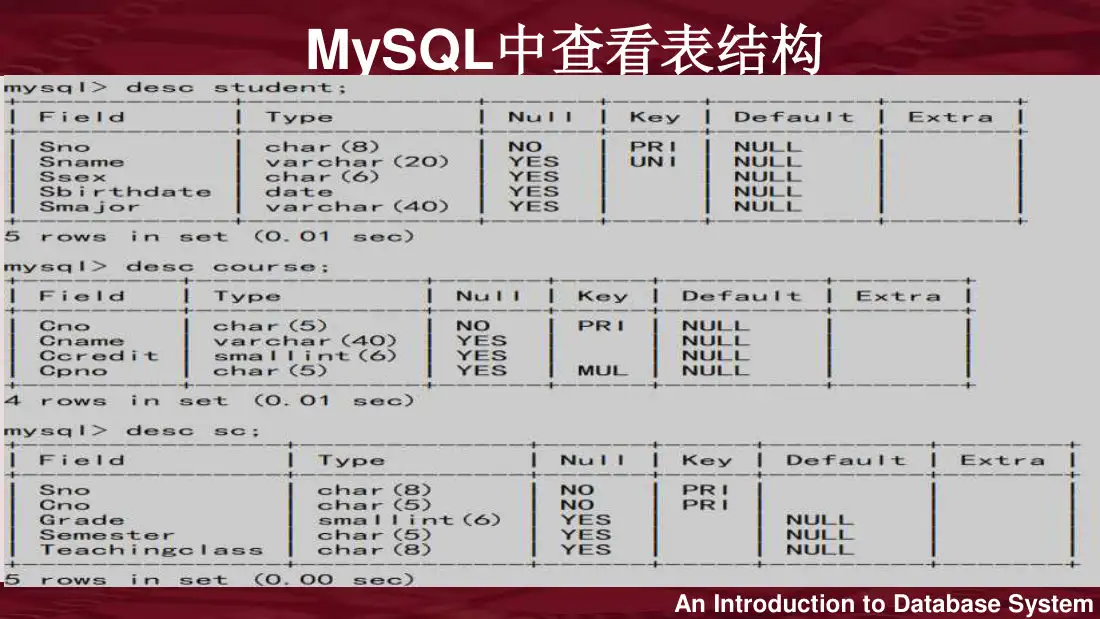 MySQL中查看表结构
mysql> desc student;
| Field | Type | Null | Key | Default | Extra |
| Sno | char(8) | NO | PRI | NULL | |
| Sname | varchar(20) | YES | UNI | NULL | |
| Ssex | char(6) | YES | | NULL | |
| Sbirthdate | date | YES | | NULL | |
| Smajor | varchar(40) | YES | | NULL | |
5 rows in set (0.01 sec)
mysql> desc course;
| Field | Type | Null | Key | Default | Extra |
| Cno | char(5) | NO | PRI | NULL | |
| Cname | varchar(40) | YES | | NULL | |
| Ccredit | smallint(6) | YES | | NULL | |
| Cpno | char(5) | YES | MUL | NULL | |
4 rows in set (0.01 sec)
mysql> desc sc;
| Field | Type | Null | Key | Default | Extra |
| Sno | char(8) | NO | PRI | | |
| Cno | char(5) | NO | PRI | | |
| Grade | smallint(6) | YES | | NULL | |
| Semester | char(5) | YES | | NULL | |
| Teachingclass | char(8) | YES | | NULL | |
5 rows in set (0.00 sec)
An Introduction to Database System